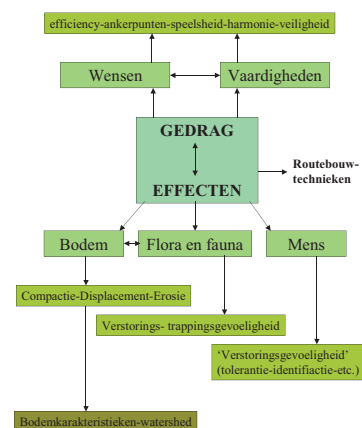 efficiency-ankerpunten-speelsheid-harmonie-veiligheid
Wensen
Vaardigheden
GEDRAG
EFFECTEN
Routebouw-
technieken
Bodem
Flora en fauna
Mens
Compactie-Displacement-Erosie
Verstorings- trappingsgevoeligheid
‘Verstoringsgevoeligheid’
(tolerantie-identifiactie-etc.)
Bodemkarakteristieken-watershed